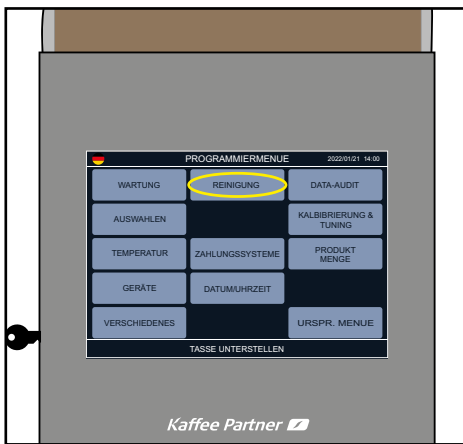 PROGRAMMIERMENUE 2022/01/21 14:00
WARTUNG REINIGUNG DATA-AUDIT
AUSWAHLEN KALBIBRIERUNG &
TUNING
TEMPERATUR ZAHLUNGSSYSTEME PRODUKT
MENGE
GERÄTE DATUM/UHRZEIT
VERSCHIEDENES URSPR. MENUE
TASSE UNTERSTELLEN
Kaffee Partner